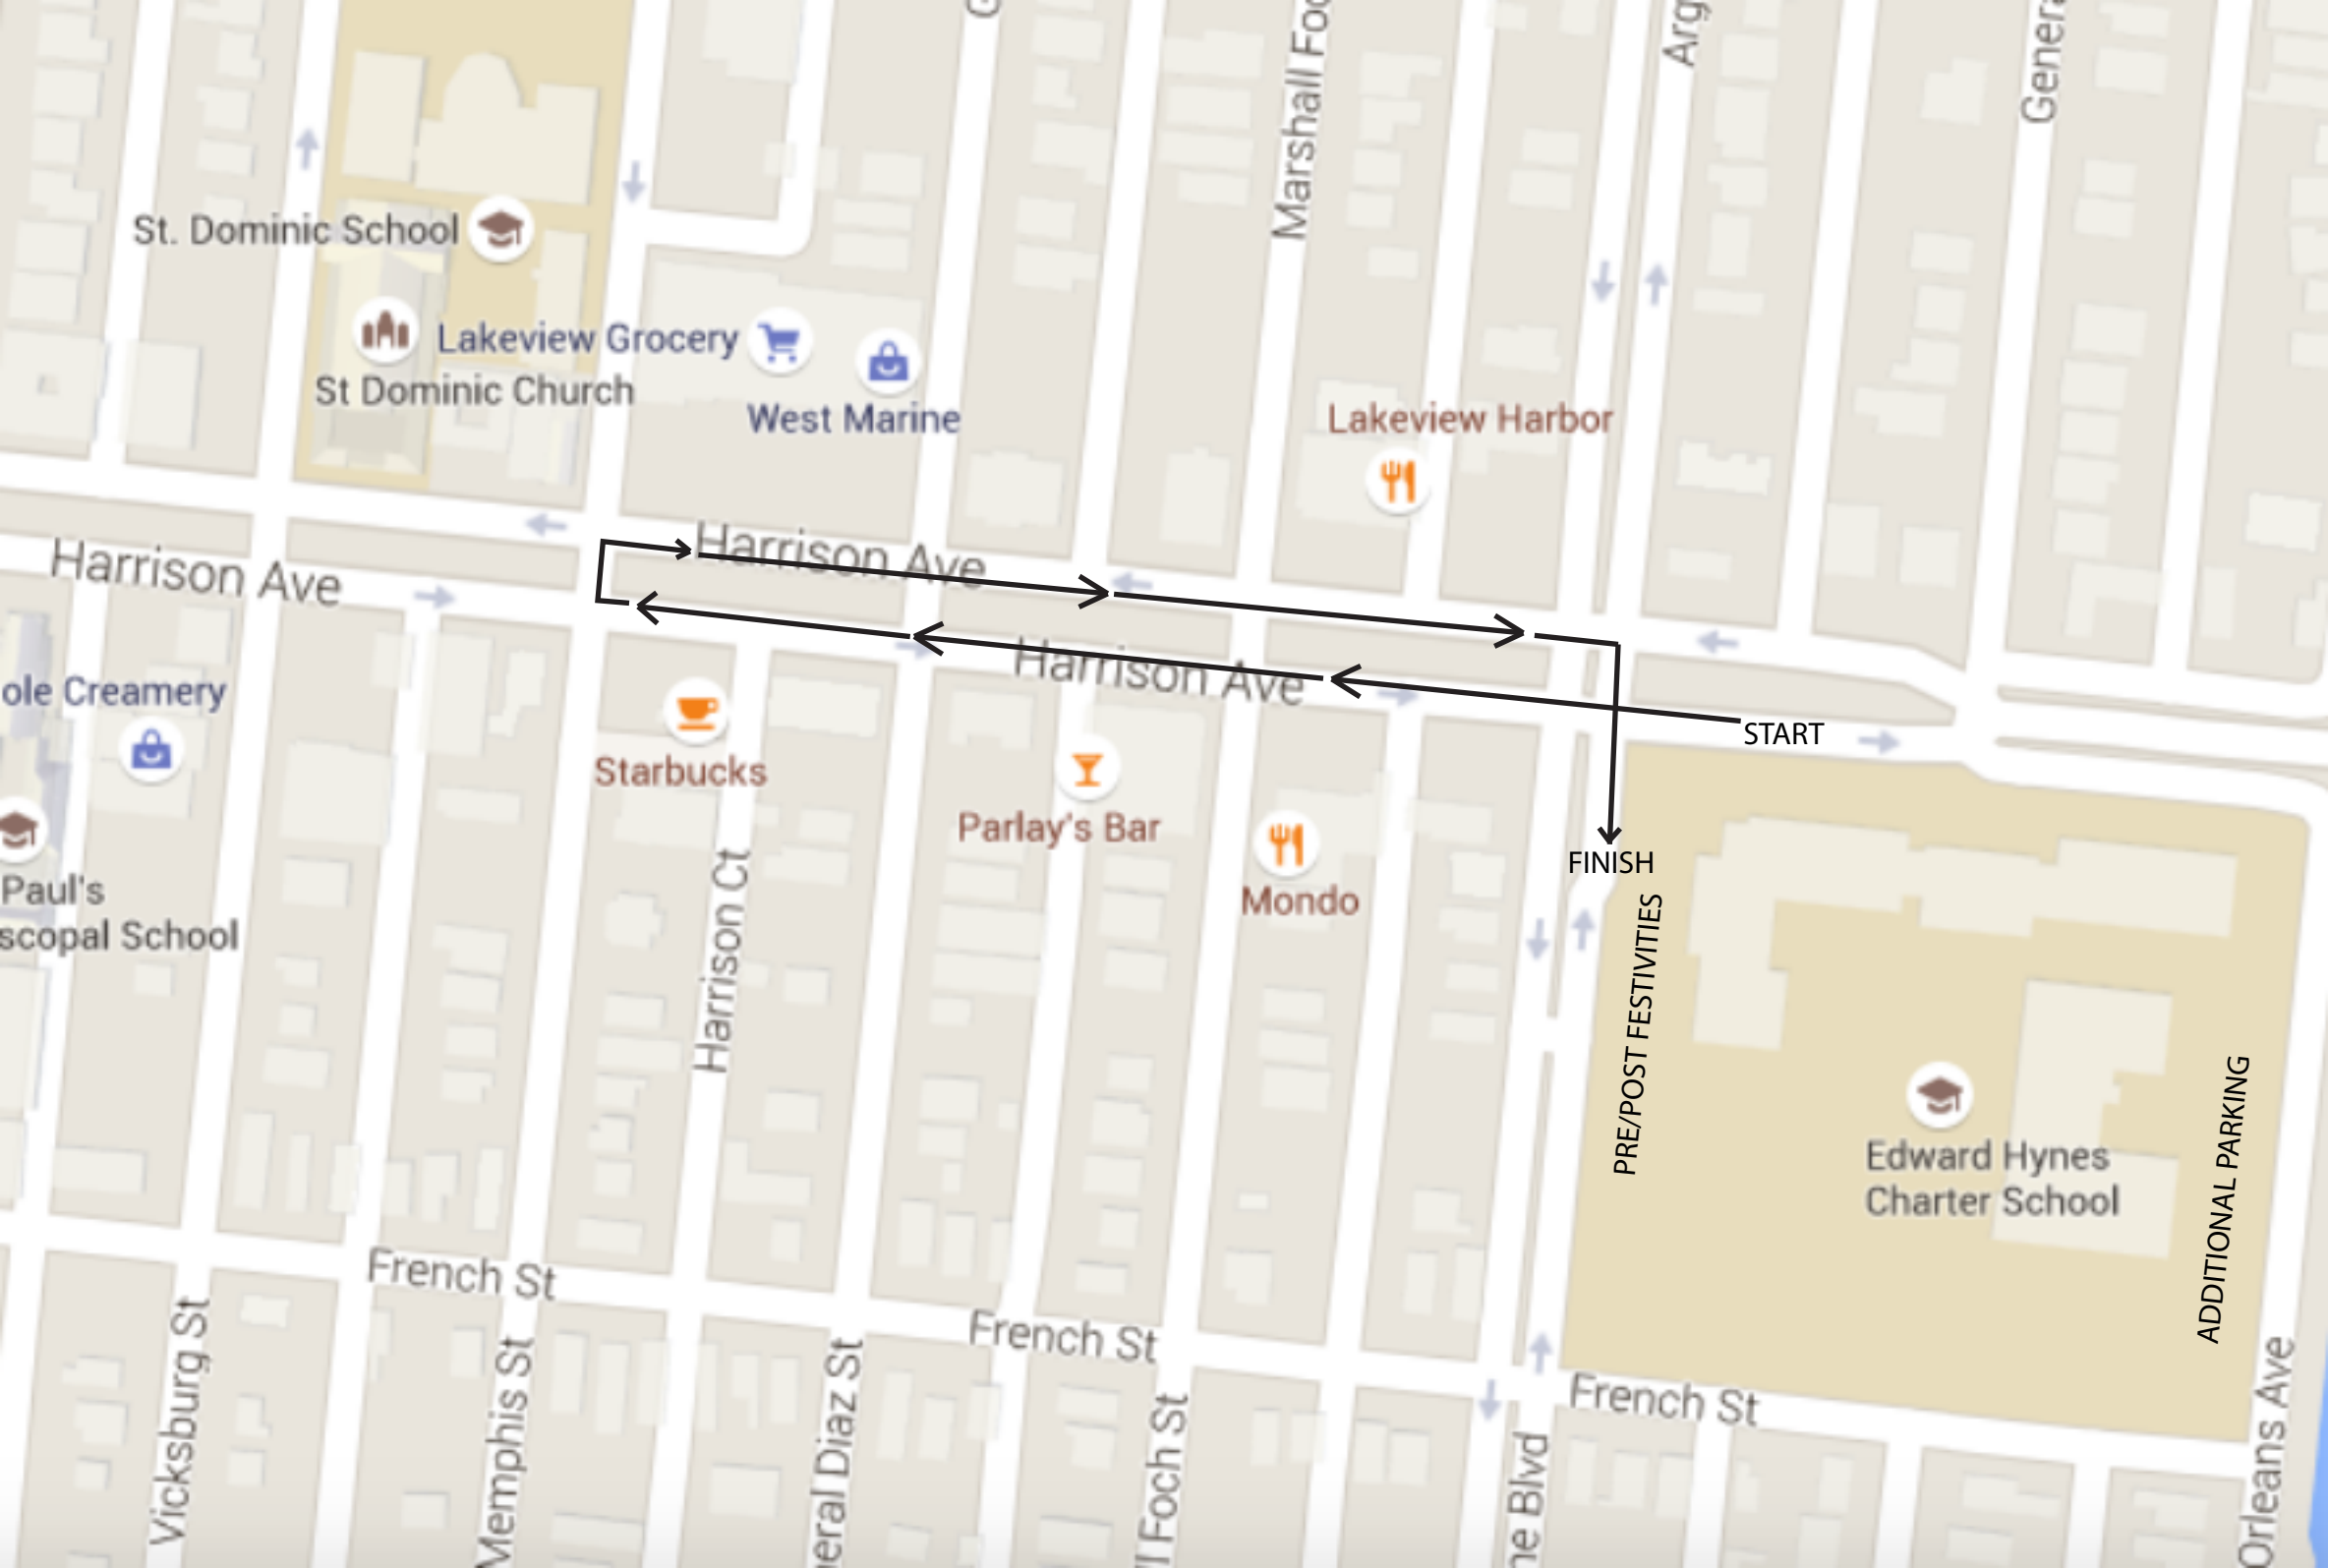 G
Marshall Foc
Arg
Genera
St. Dominic School
Lakeview Grocery
St Dominic Church
West Marine
Lakeview Harbor
Harrison Ave
Harrison Ave
Harrison Ave
START
ole Creamery
Starbucks
Parlay's Bar
Mondo
FINISH
Paul's
scopal School
Harrison Ct
PRE/POST FESTIVITIES
Edward Hynes
Charter School
ADDITIONAL PARKING
French St
French St
French St
Vicksburg St
Memphis St
eral Diaz St
l Foch St
ne Blvd
Orleans Ave